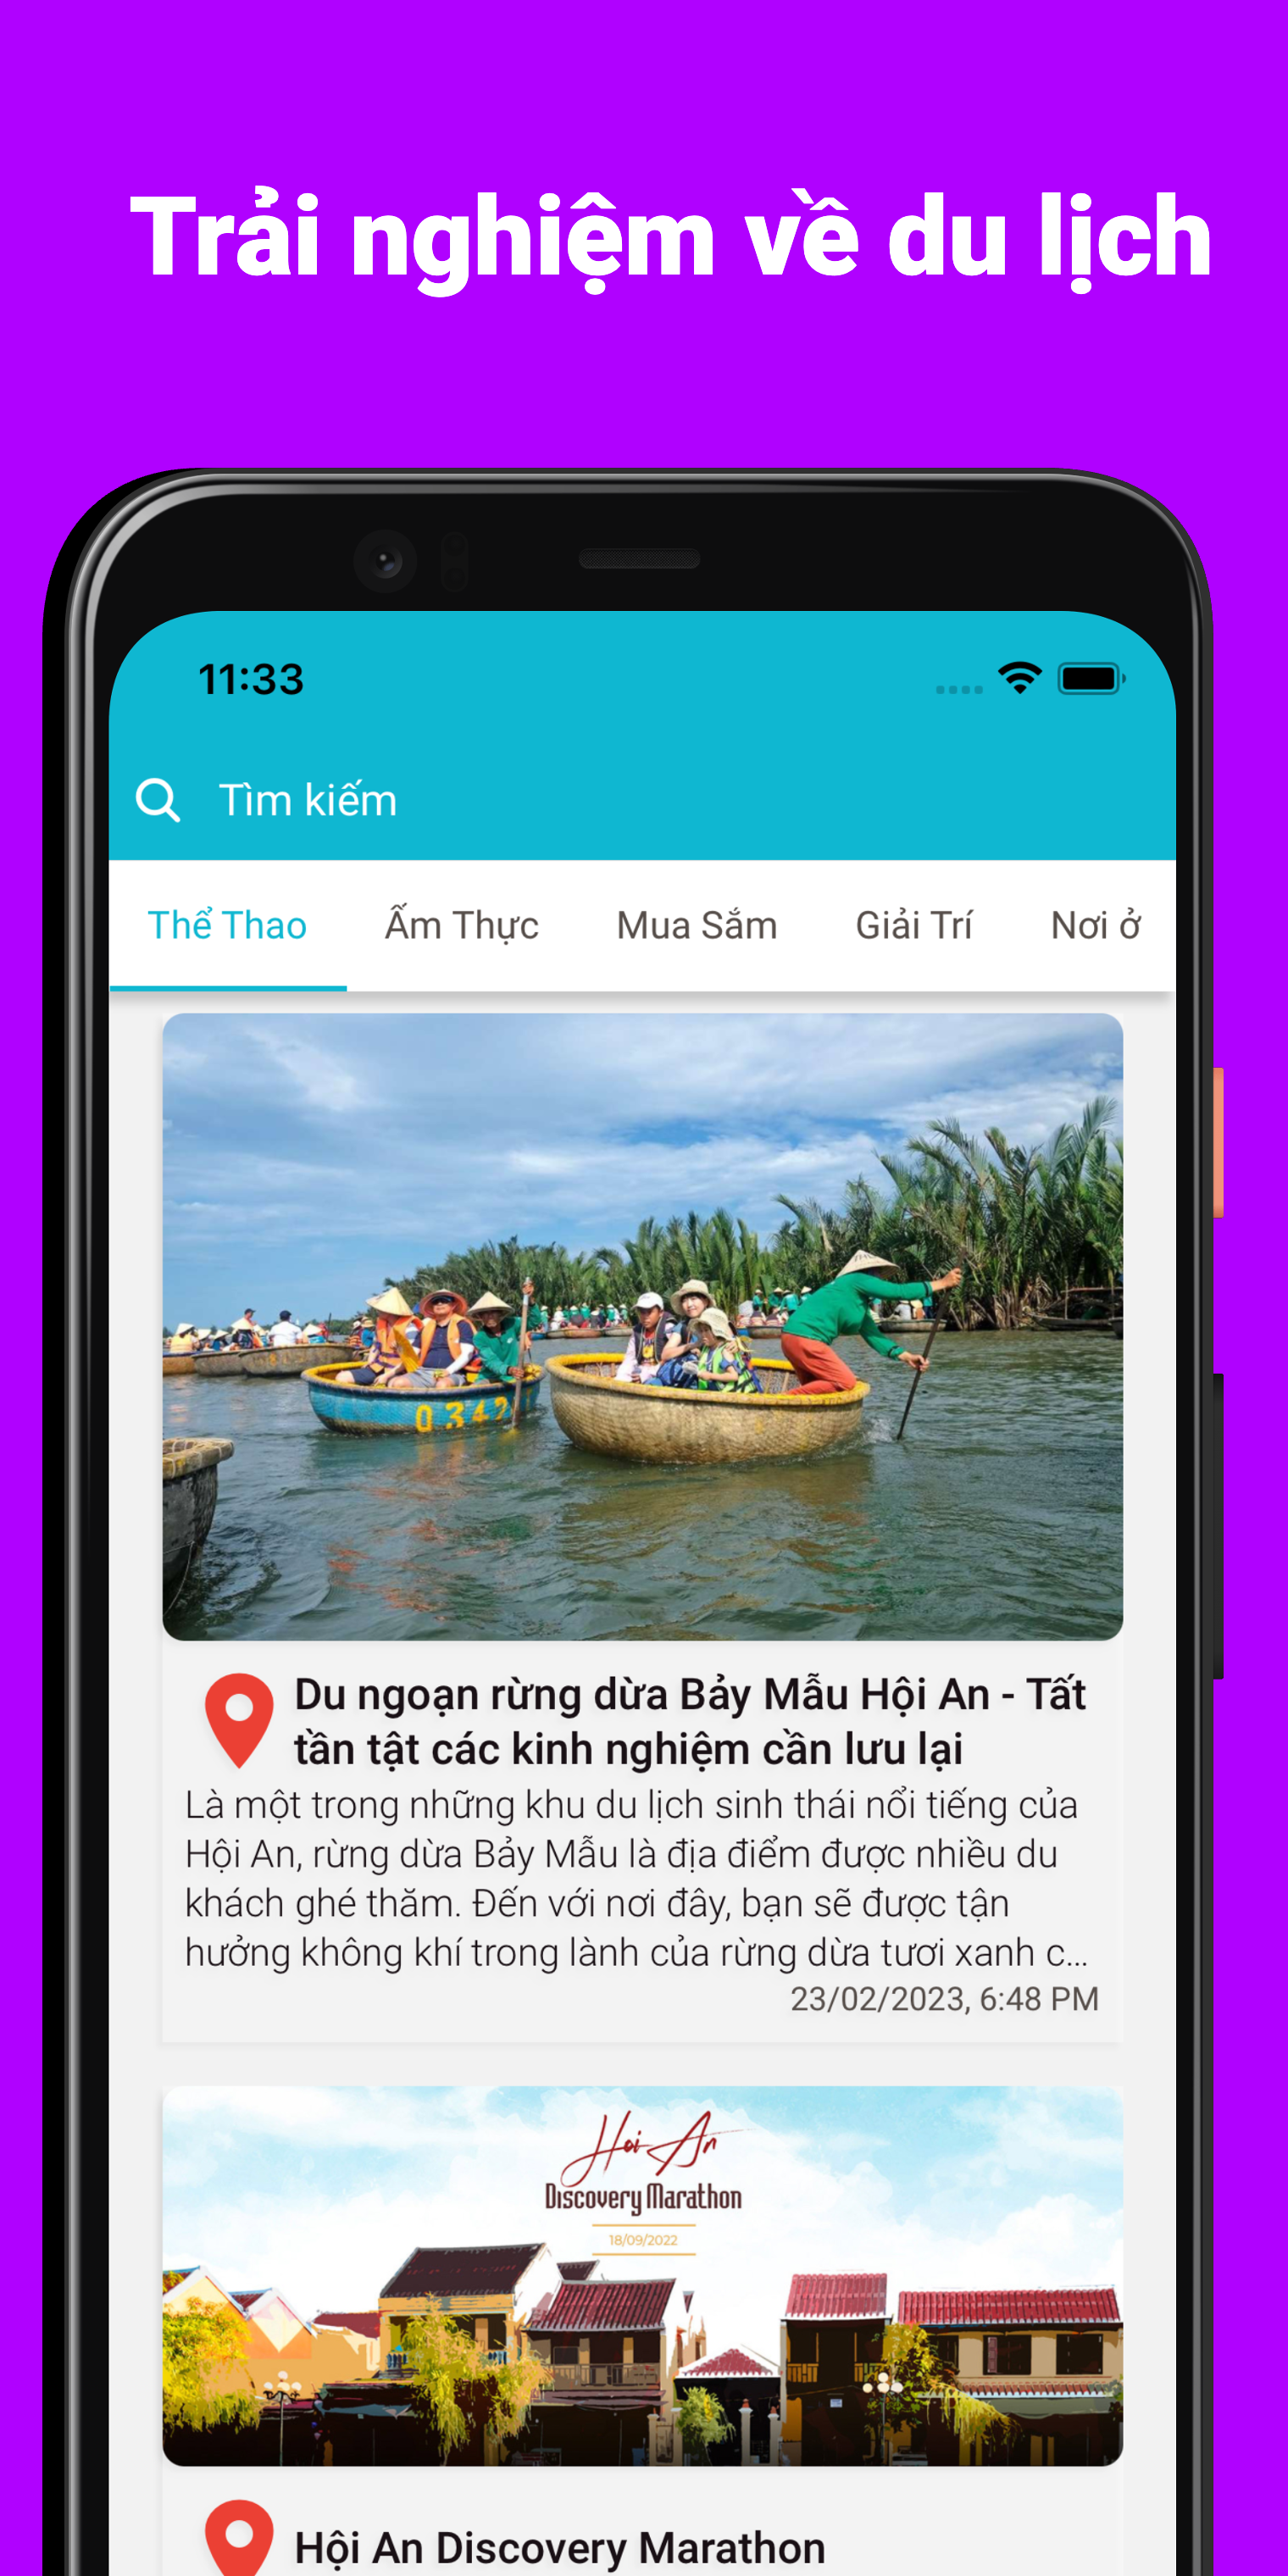 Trải nghiệm về du lịch
11:33
Tìm kiếm
Thể Thao Ẩm Thực Mua Sắm Giải Trí Nơi ở
0342
Du ngoạn rừng dừa Bảy Mẫu Hội An - Tất
tần tật các kinh nghiệm cần lưu lại
Là một trong những khu du lịch sinh thái nổi tiếng của
Hội An, rừng dừa Bảy Mẫu là địa điểm được nhiều du
khách ghé thăm. Đến với nơi đây, bạn sẽ được tận
hưởng không khí trong lành của rừng dừa tươi xanh c...
23/02/2023, 6:48 PM
Hoi An
Discovery Marathon
18/09/2022
Hội An Discovery Marathon